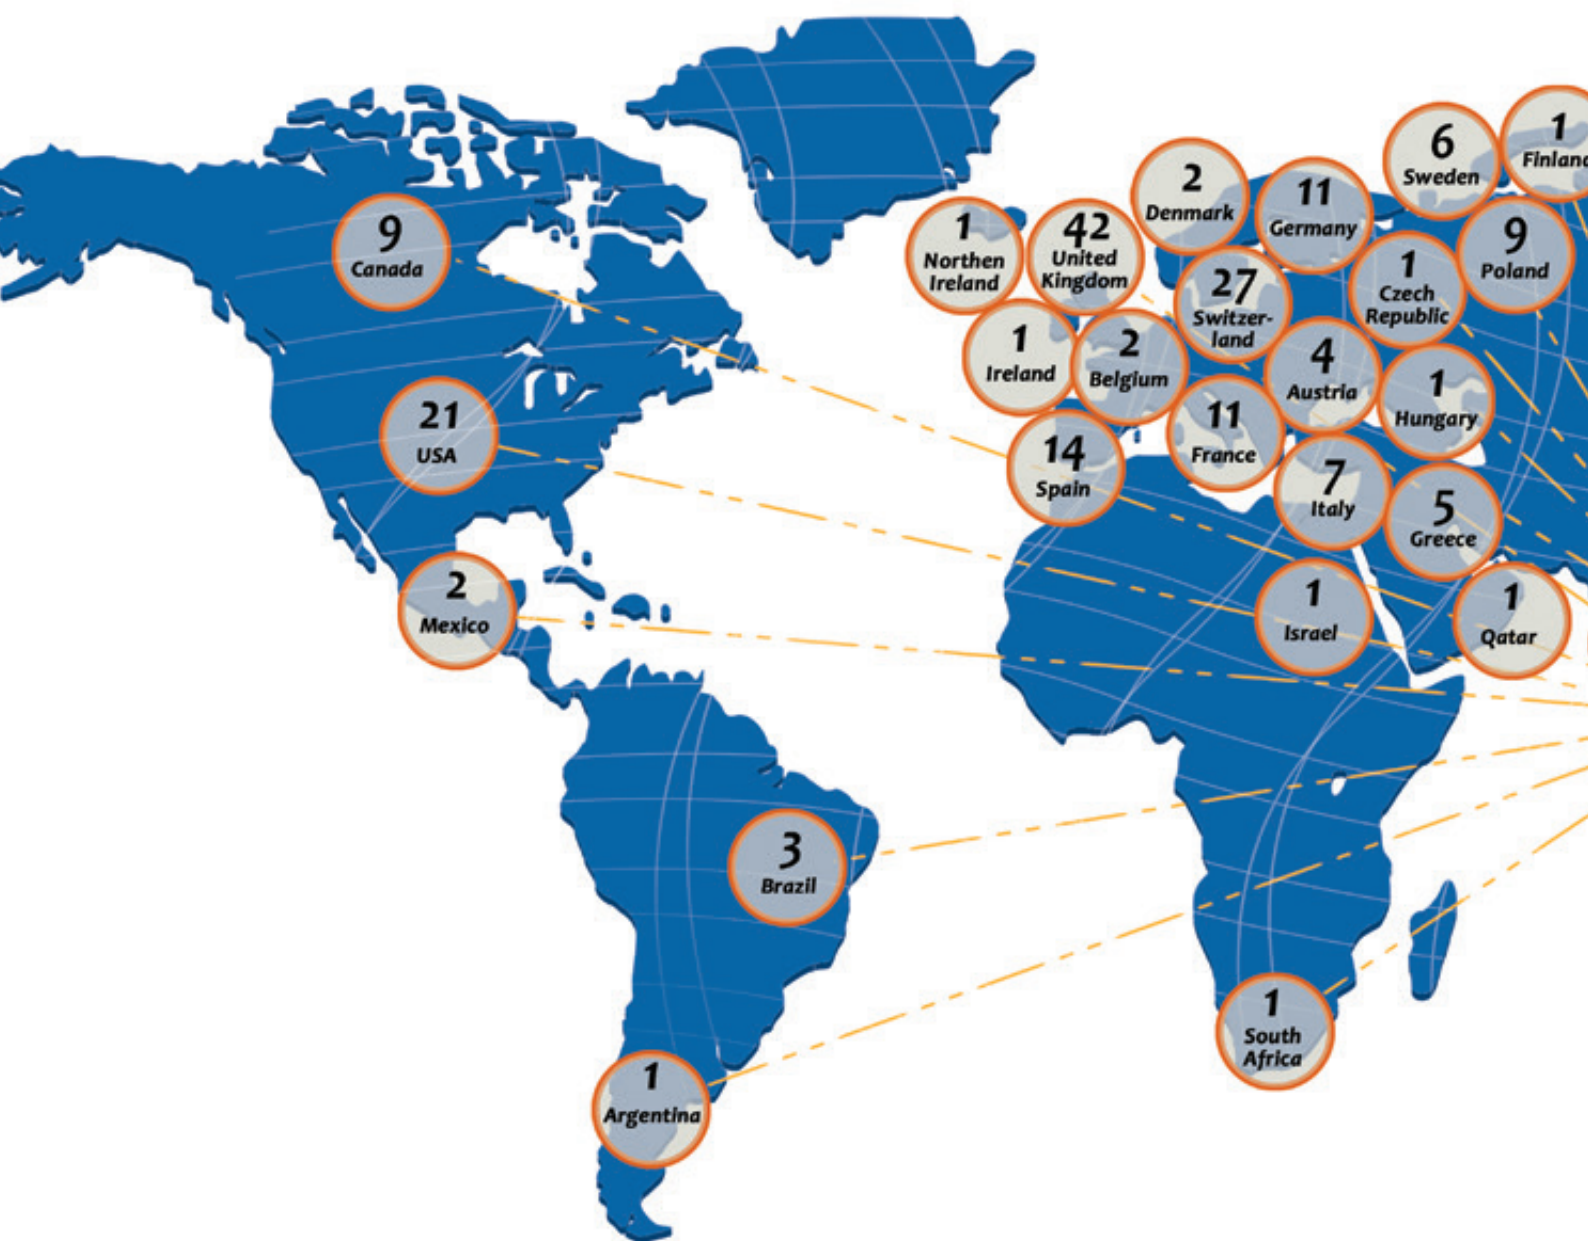 1
Finland
6
Sweden
2
Denmark
11
Germany
9
Canada
1
Northen
Ireland
42
United
Kingdom
27
Switzer-
land
1
Czech
Republic
9
Poland
1
Ireland
2
Belgium
4
Austria
1
Hungary
21
USA
14
Spain
11
France
7
Italy
5
Greece
2
Mexico
1
Israel
1
Qatar
3
Brazil
1
South
Africa
1
Argentina